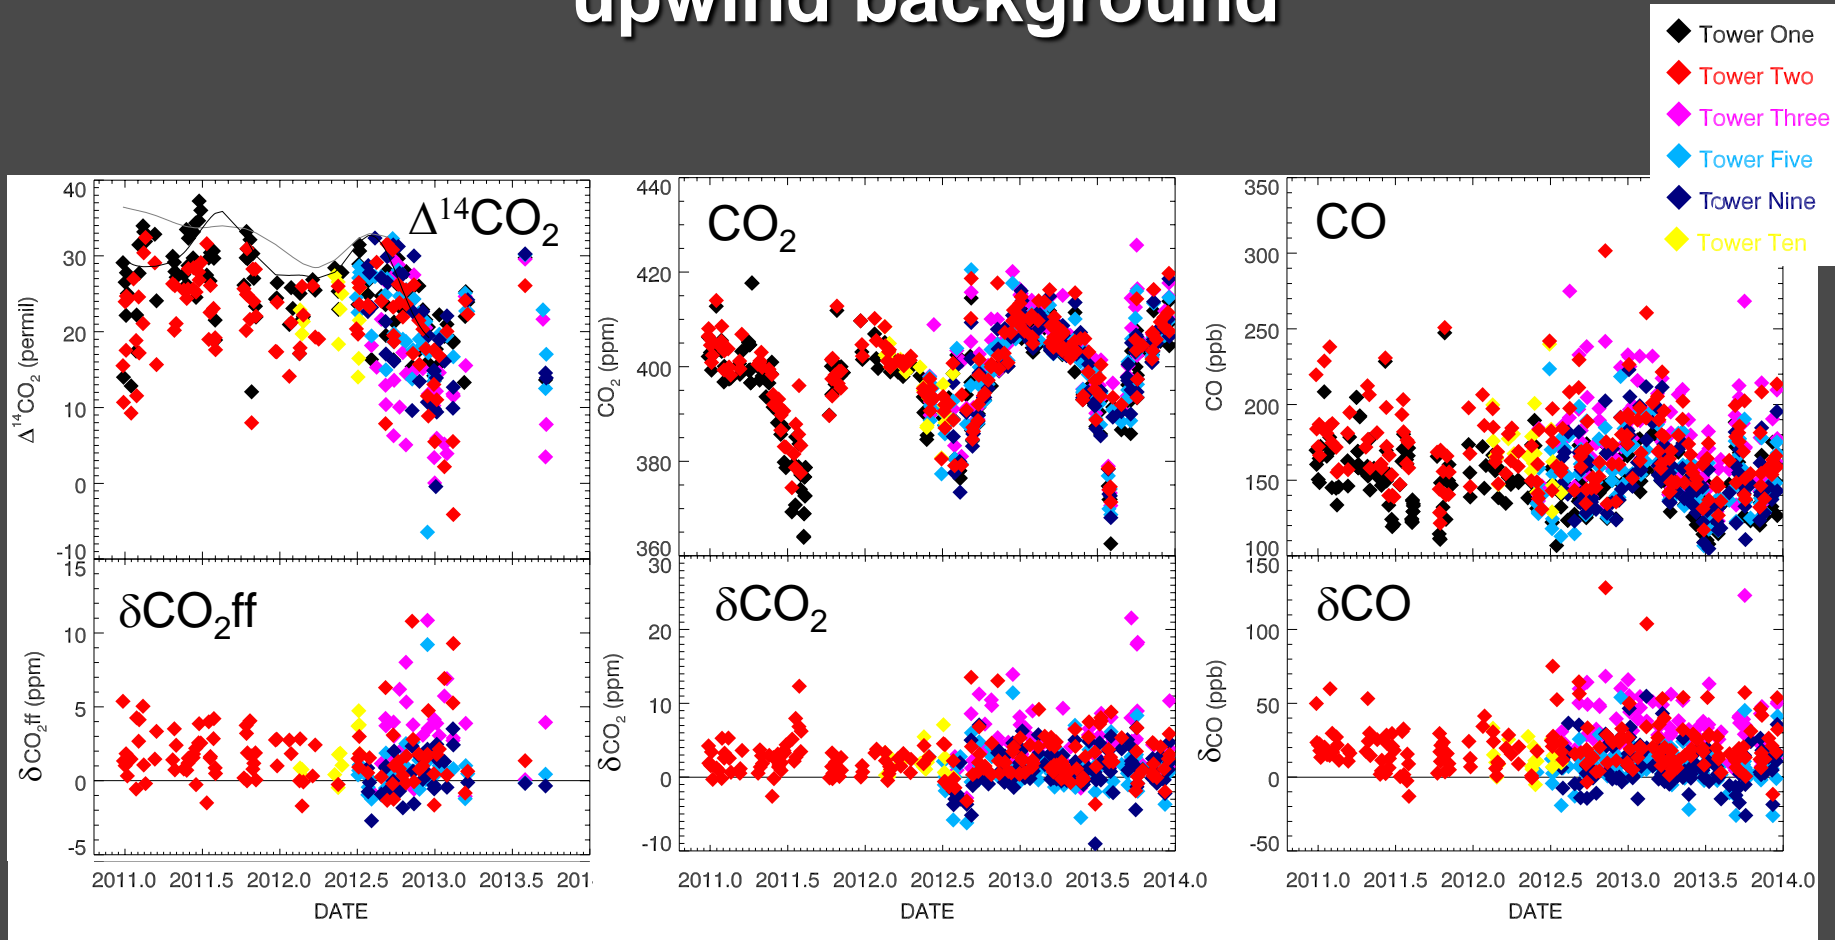 upwind background
Tower One
Tower Two
Tower Three
Tower Five
Tower Nine
Tower Ten
Δ¹⁴CO₂
40
30
20
10
0
-10
Δ¹⁴CO₂ (permil)
CO₂
440
420
400
380
360
CO₂ (ppm)
CO
350
300
250
200
150
100
CO (ppb)
δCO₂ff
15
10
5
0
-5
δCO₂ff (ppm)
2011.0 2011.5 2012.0 2012.5 2013.0 2013.5 201
DATE
δCO₂
30
20
10
0
-10
δCO₂ (ppm)
2011.0 2011.5 2012.0 2012.5 2013.0 2013.5 2014.0
DATE
δCO
150
100
50
0
-50
δCO (ppb)
2011.0 2011.5 2012.0 2012.5 2013.0 2013.5 2014.0
DATE